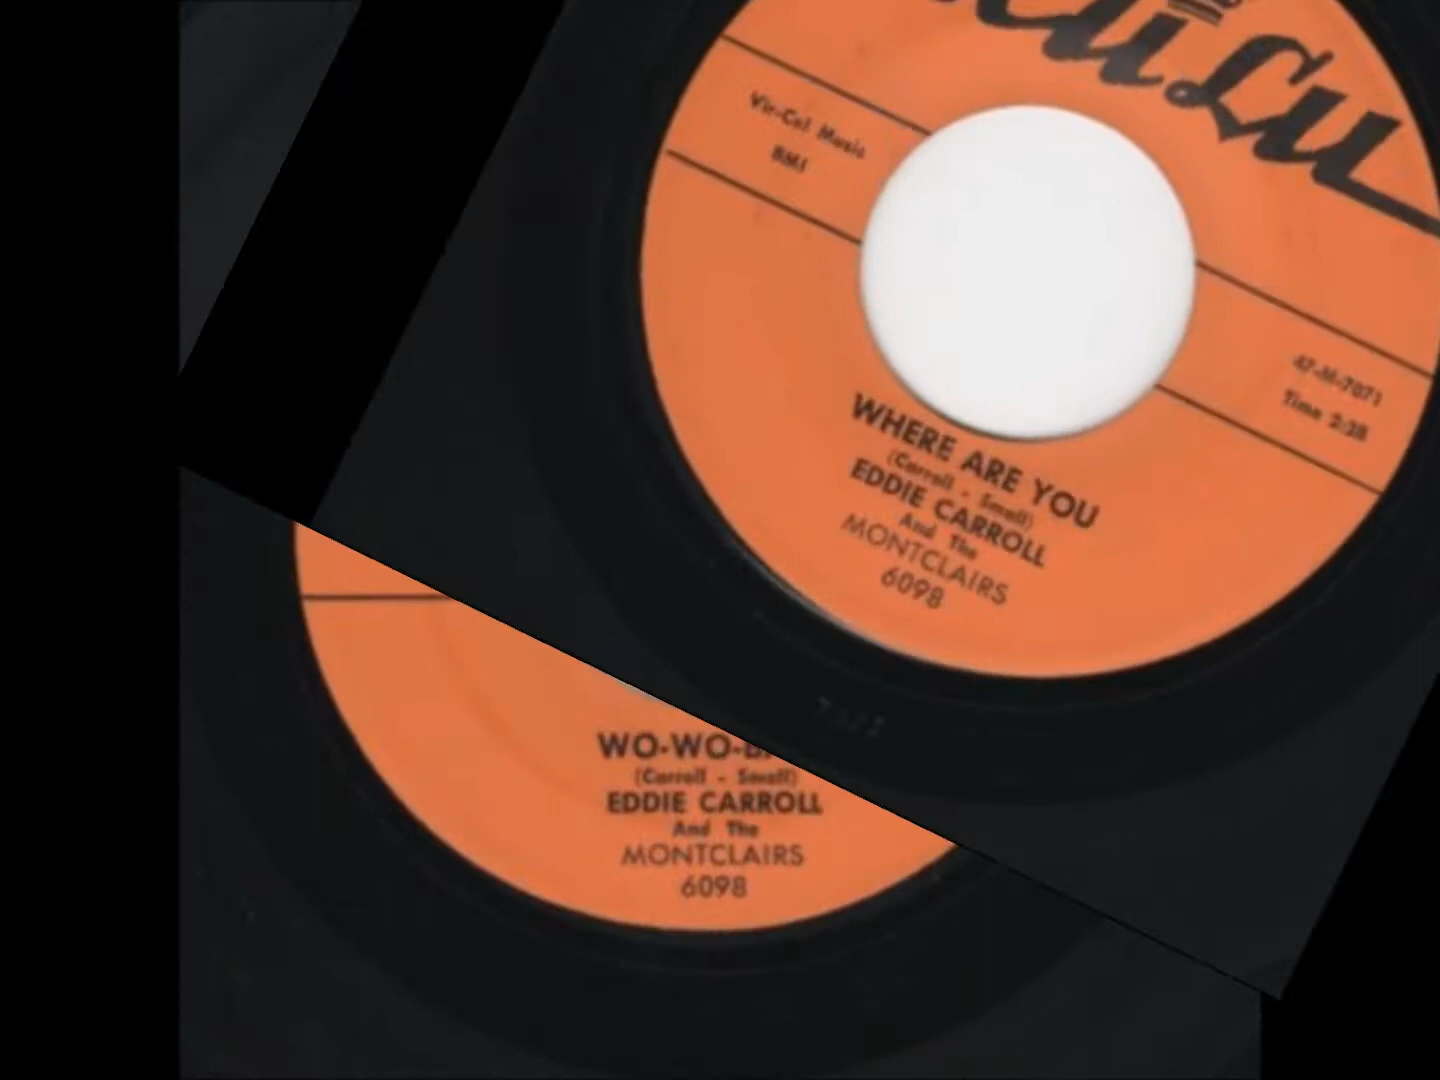 Vir-Cal Music
BMI
47-M-7071
Time 2:28
WHERE ARE YOU
(Carroll - Small)
EDDIE CARROLL
And The
MONTCLAIRS
6098
(Carroll - Small)
EDDIE CARROLL
And The
MONTCLAIRS
6098